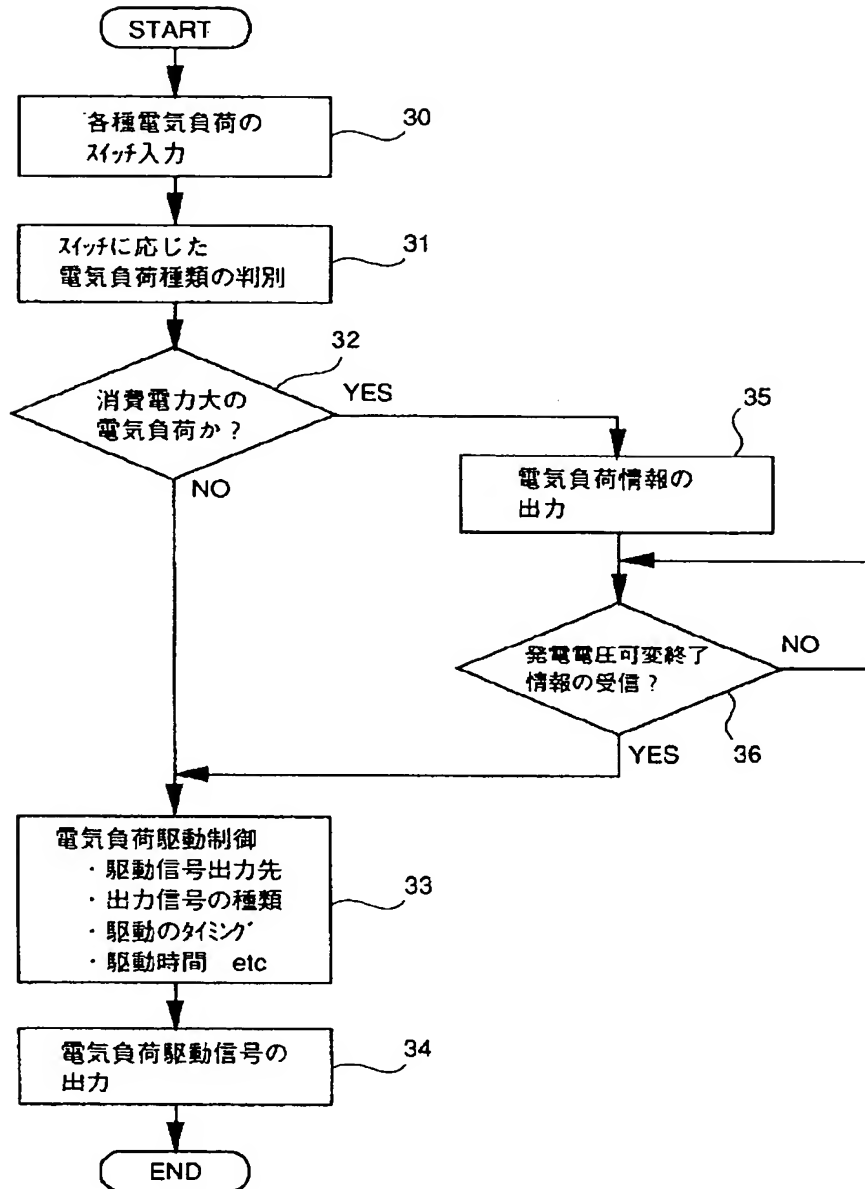 START
各種電気負荷の
ｽｲｯﾁ入力
30
ｽｲｯﾁに応じた
電気負荷種類の判別
31
32
消費電力大の
電気負荷か？
YES
NO
35
電気負荷情報の
出力
発電電圧可変終了
情報の受信？
NO
YES
36
電気負荷駆動制御
・駆動信号出力先
・出力信号の種類
・駆動のﾀｲﾐﾝｸﾞ
・駆動時間 etc
33
電気負荷駆動信号の
出力
34
END